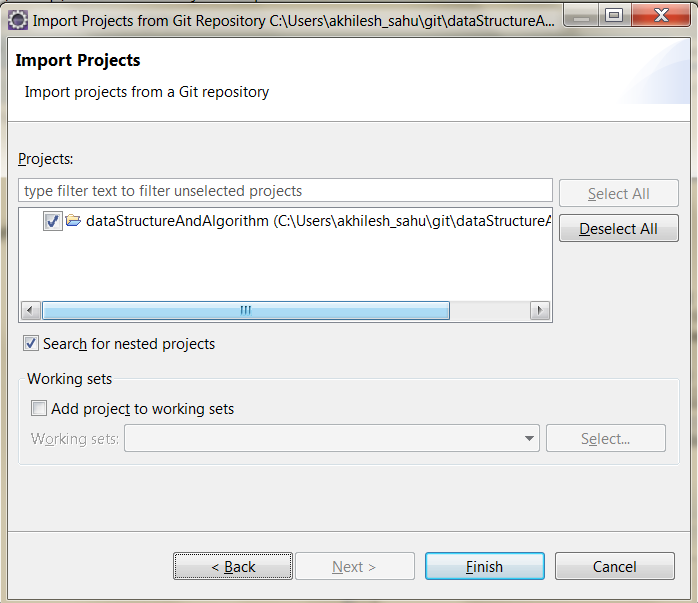 Import Projects from Git Repository C:\Users\akhilesh_sahu\git\dataStructureA...
Import Projects
Import projects from a Git repository
Projects:
type filter text to filter unselected projects
Select All
dataStructureAndAlgorithm (C:\Users\akhilesh_sahu\git\dataStructureA
Deselect All
Search for nested projects
Working sets
Add project to working sets
Working sets:
Select...
< Back
Next >
Finish
Cancel